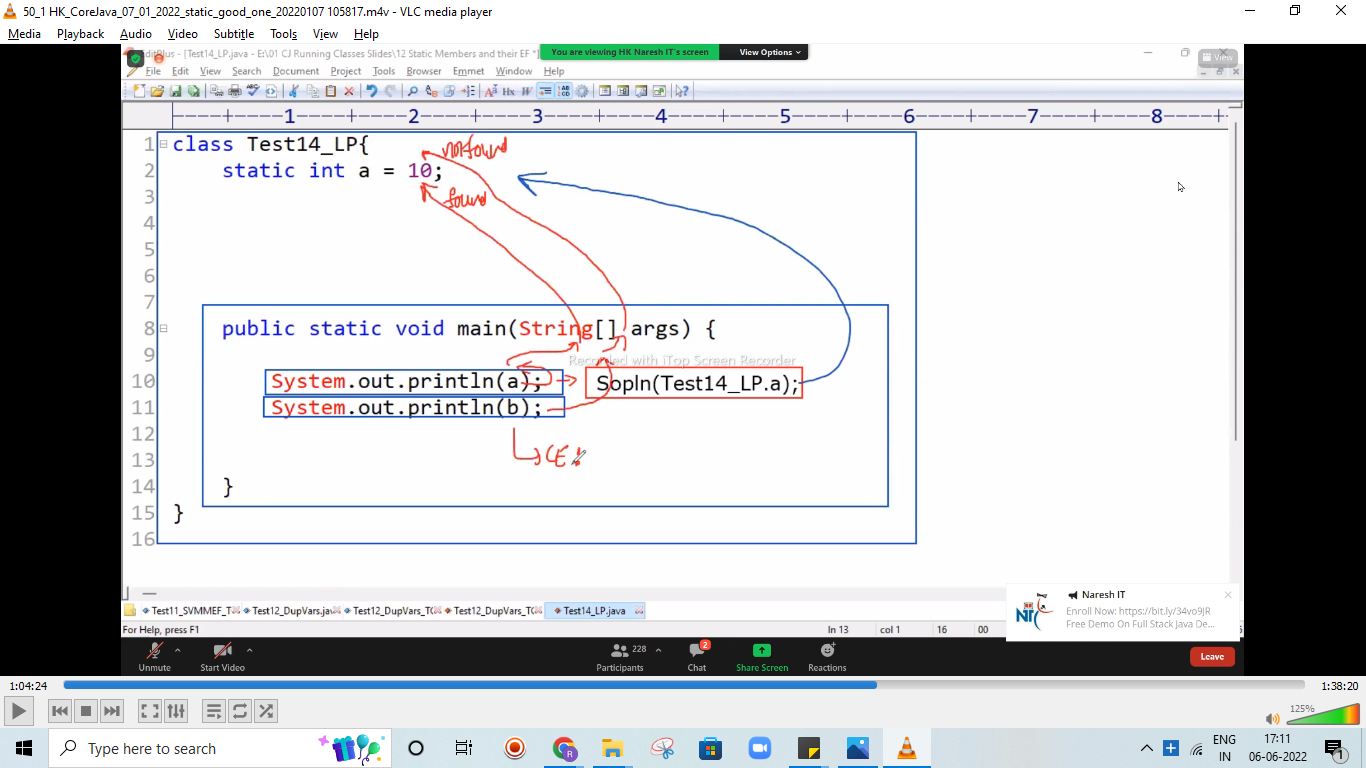 50_1 HK_CoreJava_07_01_2022_static_good_one_20220107 105817.m4v - VLC media player
Media Playback Audio Video Subtitle Tools View Help
EditPlus - [Test14_LP.java - E:\01 CJ Running Classes Slides\12 Static Members and their EF *]
You are viewing HK Naresh IT's screen View Options
View
File Edit View Search Document Project Tools Browser Emmet Window Help
1 2 3 4 5 6 7 8
1 class Test14_LP{
not found
2 static int a = 10;
found
3
4
5
6
7
8 public static void main(String[] args) {
9
Recorded with iTop Screen Recorder
10 System.out.println(a); Sopln(Test14_LP.a);
11 System.out.println(b);
12
13 CE
14 }
15 }
16
Naresh IT
Enroll Now: https://bit.ly/34vo9JR
Free Demo On Full Stack Java De...
Test11_SVMMEF_T Test12_DupVars.jav Test12_DupVars_TC Test12_DupVars_TC Test14_LP.java
For Help, press F1 ln 13 col 1 16 00
228 2
Unmute Start Video Participants Chat Share Screen Reactions Leave
1:04:24 1:38:20
125%
Type here to search
ENG 17:11
IN 06-06-2022 1